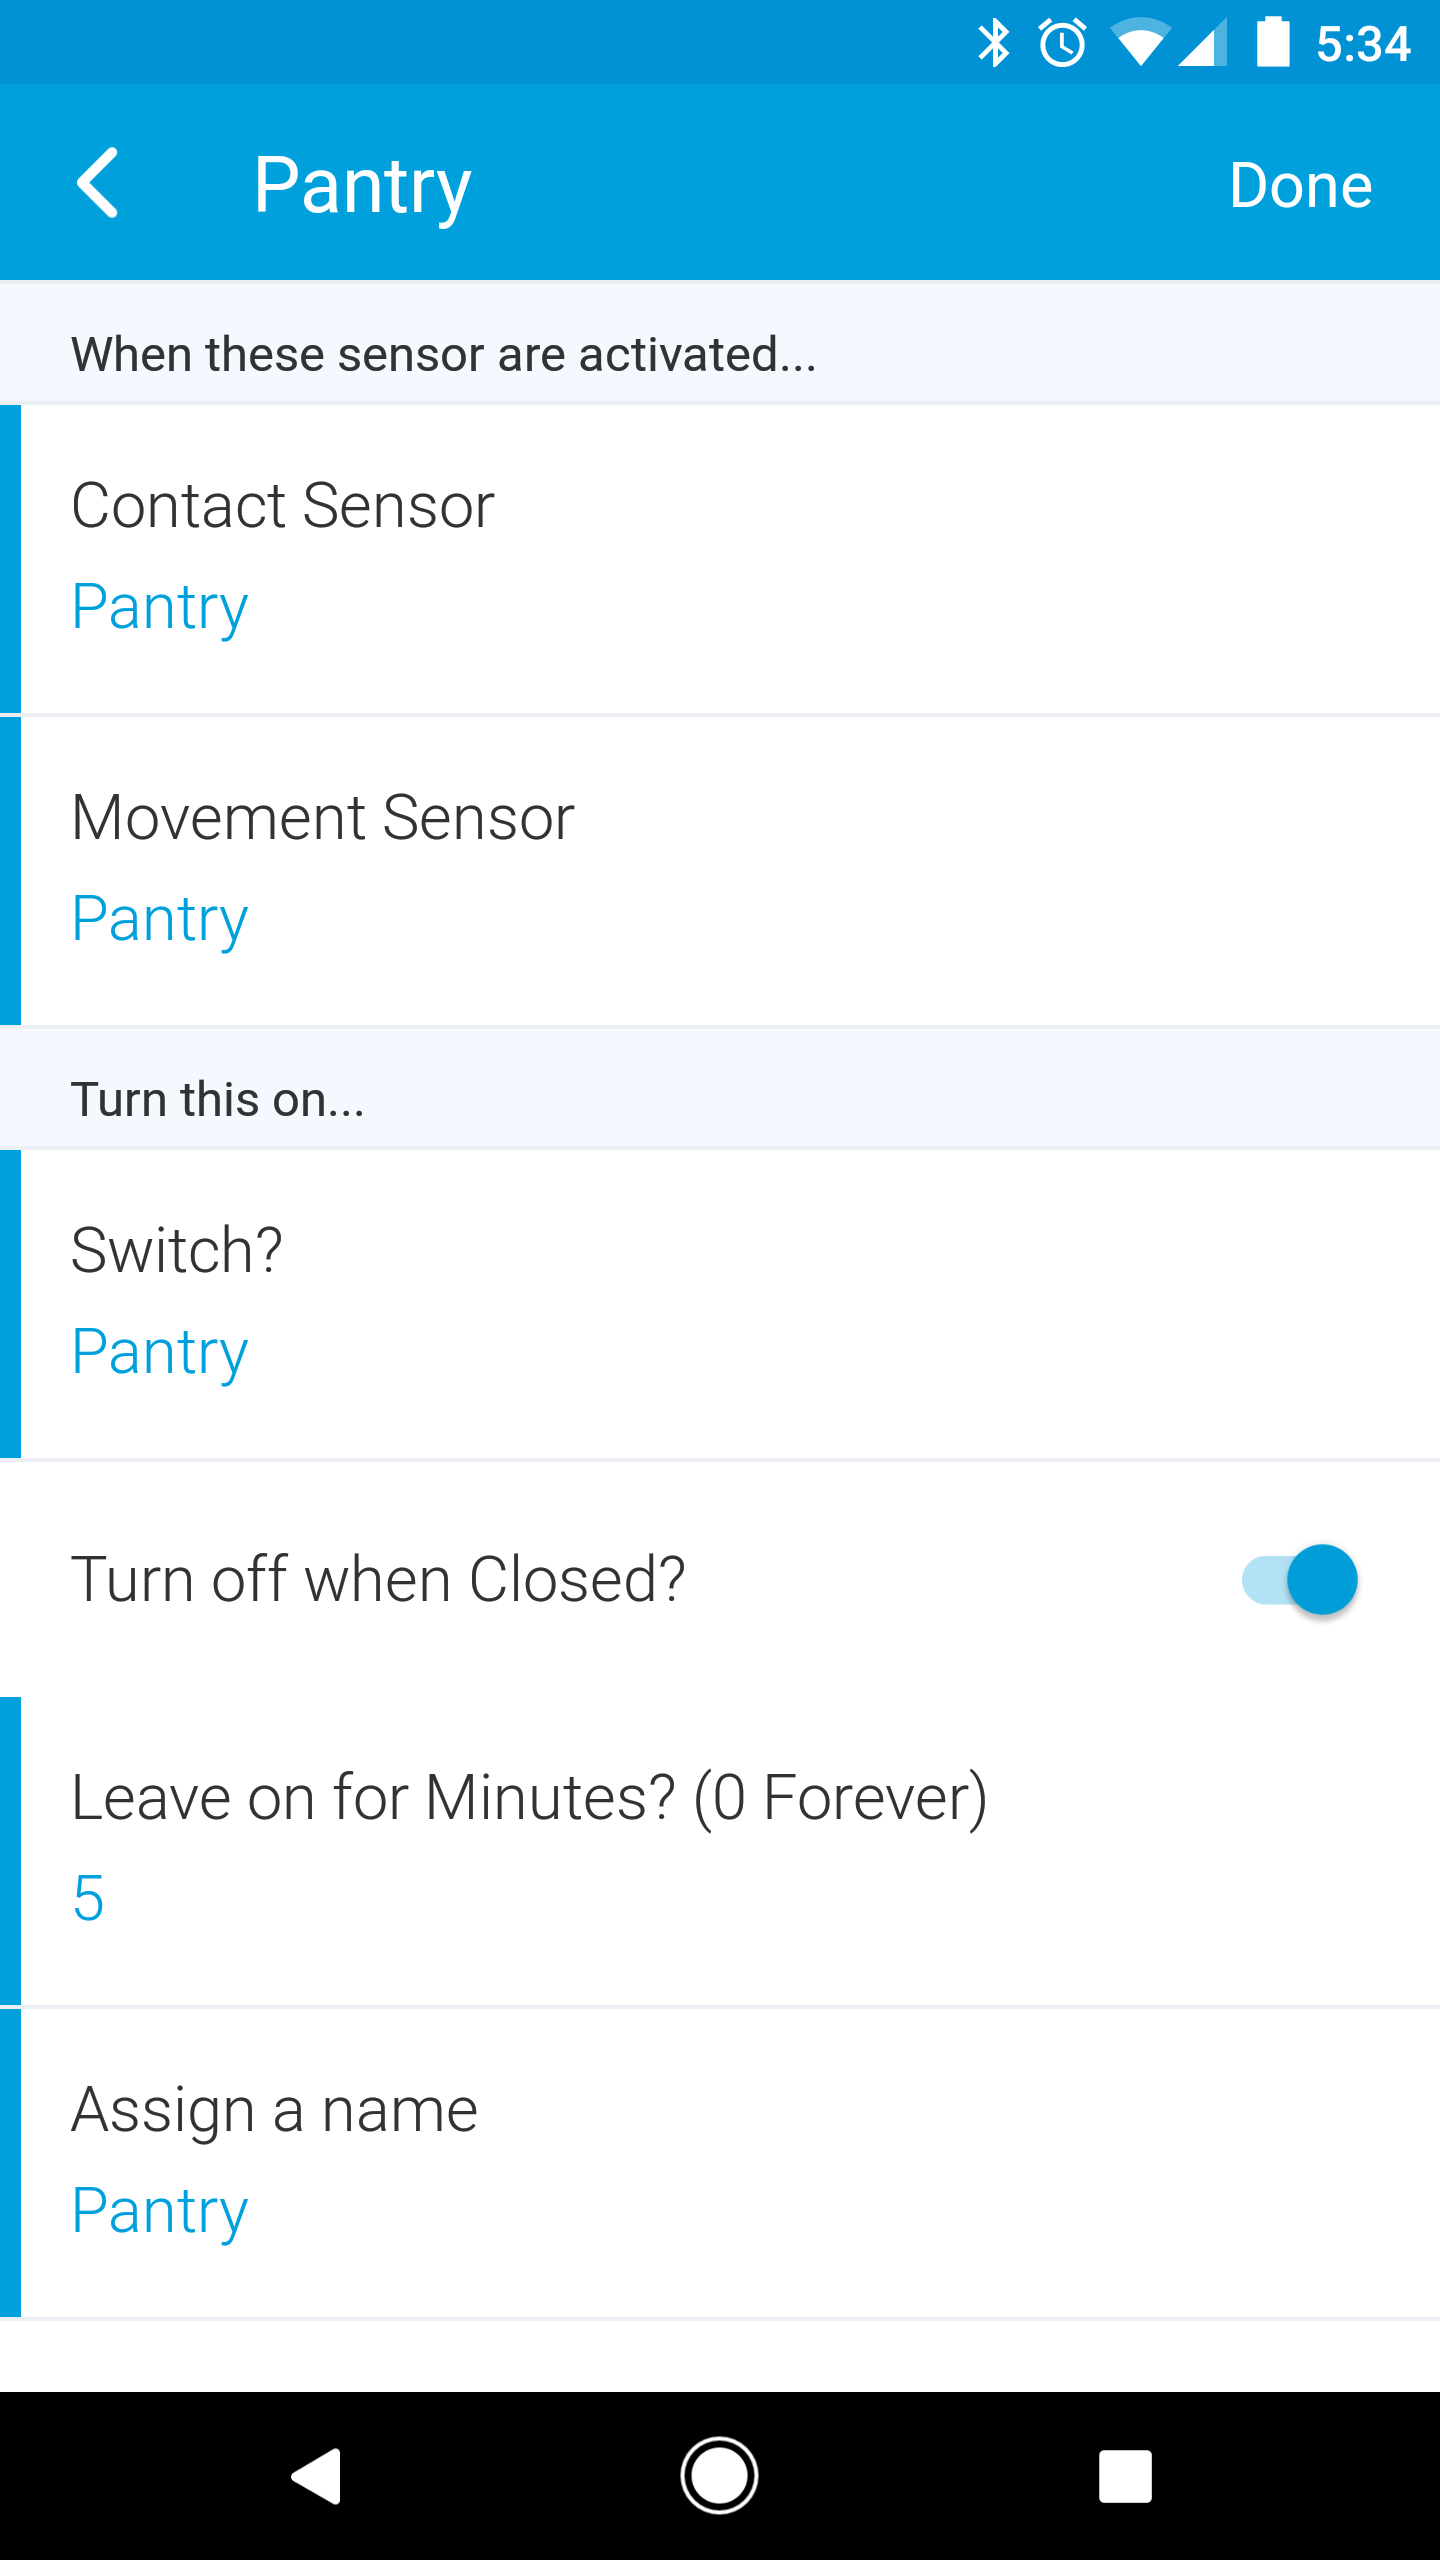 5:34
Pantry
Done
When these sensor are activated...
Contact Sensor
Pantry
Movement Sensor
Pantry
Turn this on...
Switch?
Pantry
Turn off when Closed?
Leave on for Minutes? (0 Forever)
5
Assign a name
Pantry